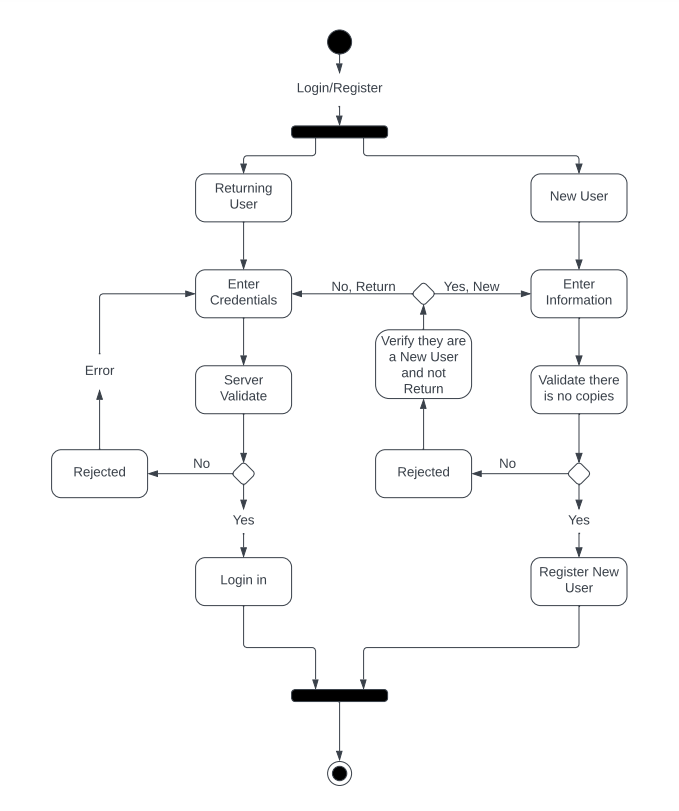 Login/Register
Returning
User
New User
Enter
Credentials
No, Return
Yes, New
Enter
Information
Verify they are
a New User
and not
Return
Error
Server
Validate
Validate there
is no copies
Rejected
No
Rejected
No
Yes
Yes
Login in
Register New
User